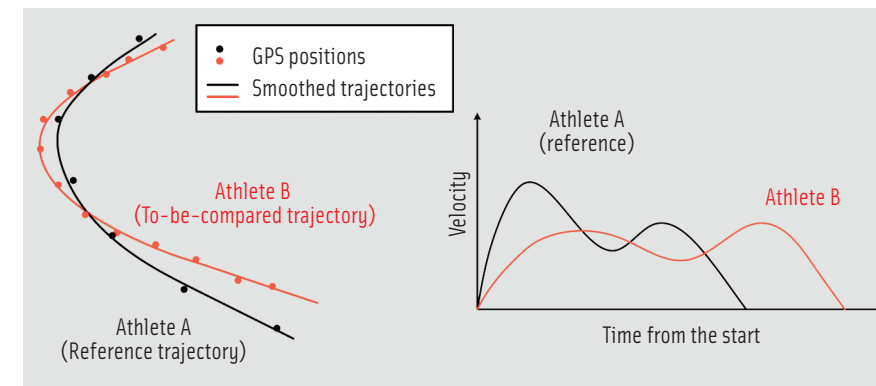 GPS positions
Smoothed trajectories
Athlete B
(To-be-compared trajectory)
Athlete A
(Reference trajectory)
Athlete A
(reference)
Athlete B
Velocity
Time from the start